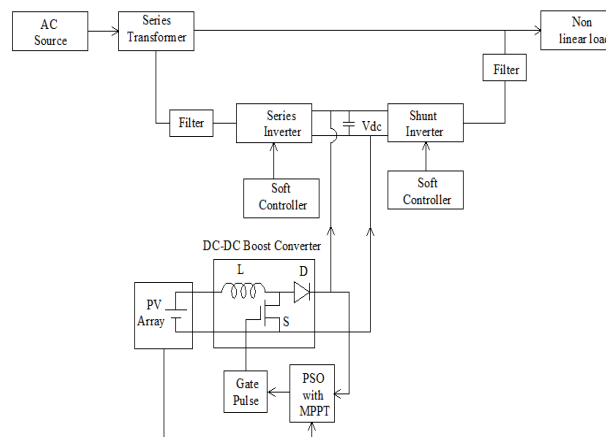 AC
Source
Series
Transformer
Non
linear load
Filter
Filter
Series
Inverter
Vdc
Shunt
Inverter
Soft
Controller
Soft
Controller
DC-DC Boost Converter
L
D
S
PV
Array
Gate
Pulse
PSO
with
MPPT